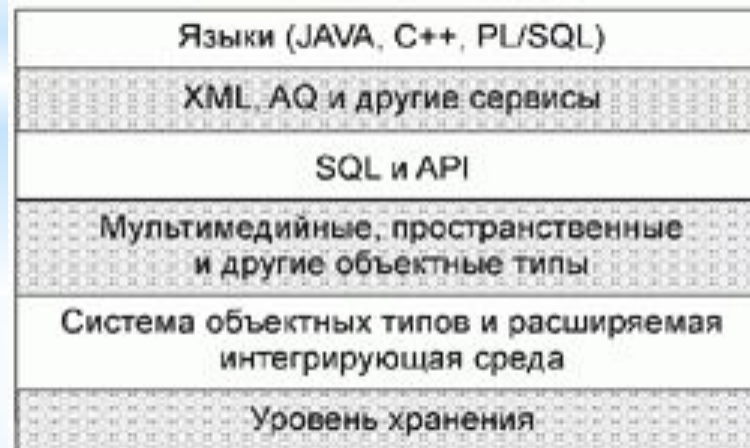 Языки (JAVA, C++, PL/SQL)
XML, AQ и другие сервисы
SQL и API
Мультимедийные, пространственные
и другие объектные типы
Система объектных типов и расширяемая
интегрирующая среда
Уровень хранения